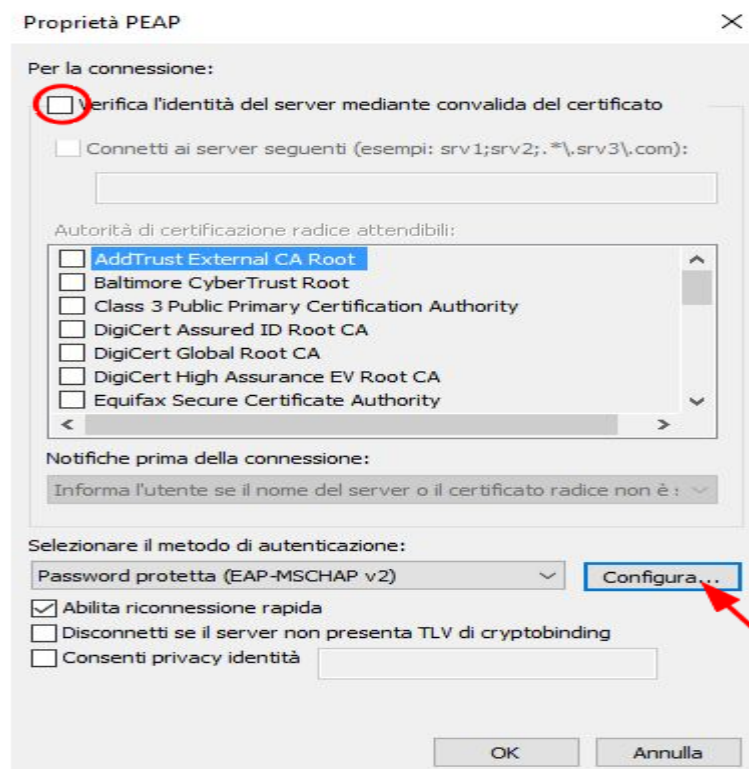 Proprietà PEAP
Per la connessione:
Verifica l'identità del server mediante convalida del certificato
Connetti ai server seguenti (esempi: srv1;srv2;.*\.srv3\.com):
Autorità di certificazione radice attendibili:
AddTrust External CA Root
Baltimore CyberTrust Root
Class 3 Public Primary Certification Authority
DigiCert Assured ID Root CA
DigiCert Global Root CA
DigiCert High Assurance EV Root CA
Equifax Secure Certificate Authority
Notifiche prima della connessione:
Informa l'utente se il nome del server o il certificato radice non è
Selezionare il metodo di autenticazione:
Password protetta (EAP-MSCHAP v2) Configura...
Abilita riconnessione rapida
Disconnetti se il server non presenta TLV di cryptobinding
Consenti privacy identità
OK Annulla